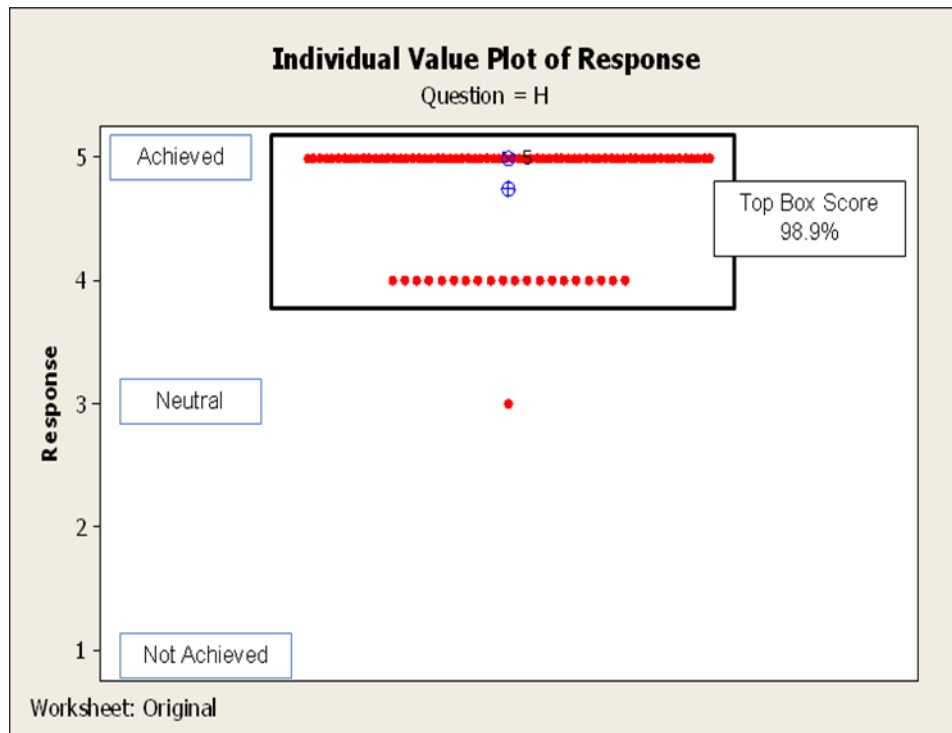 Individual Value Plot of Response
Question = H
5
Achieved
5
Top Box Score
98.9%
4
Response
3
Neutral
2
1
Not Achieved
Worksheet: Original